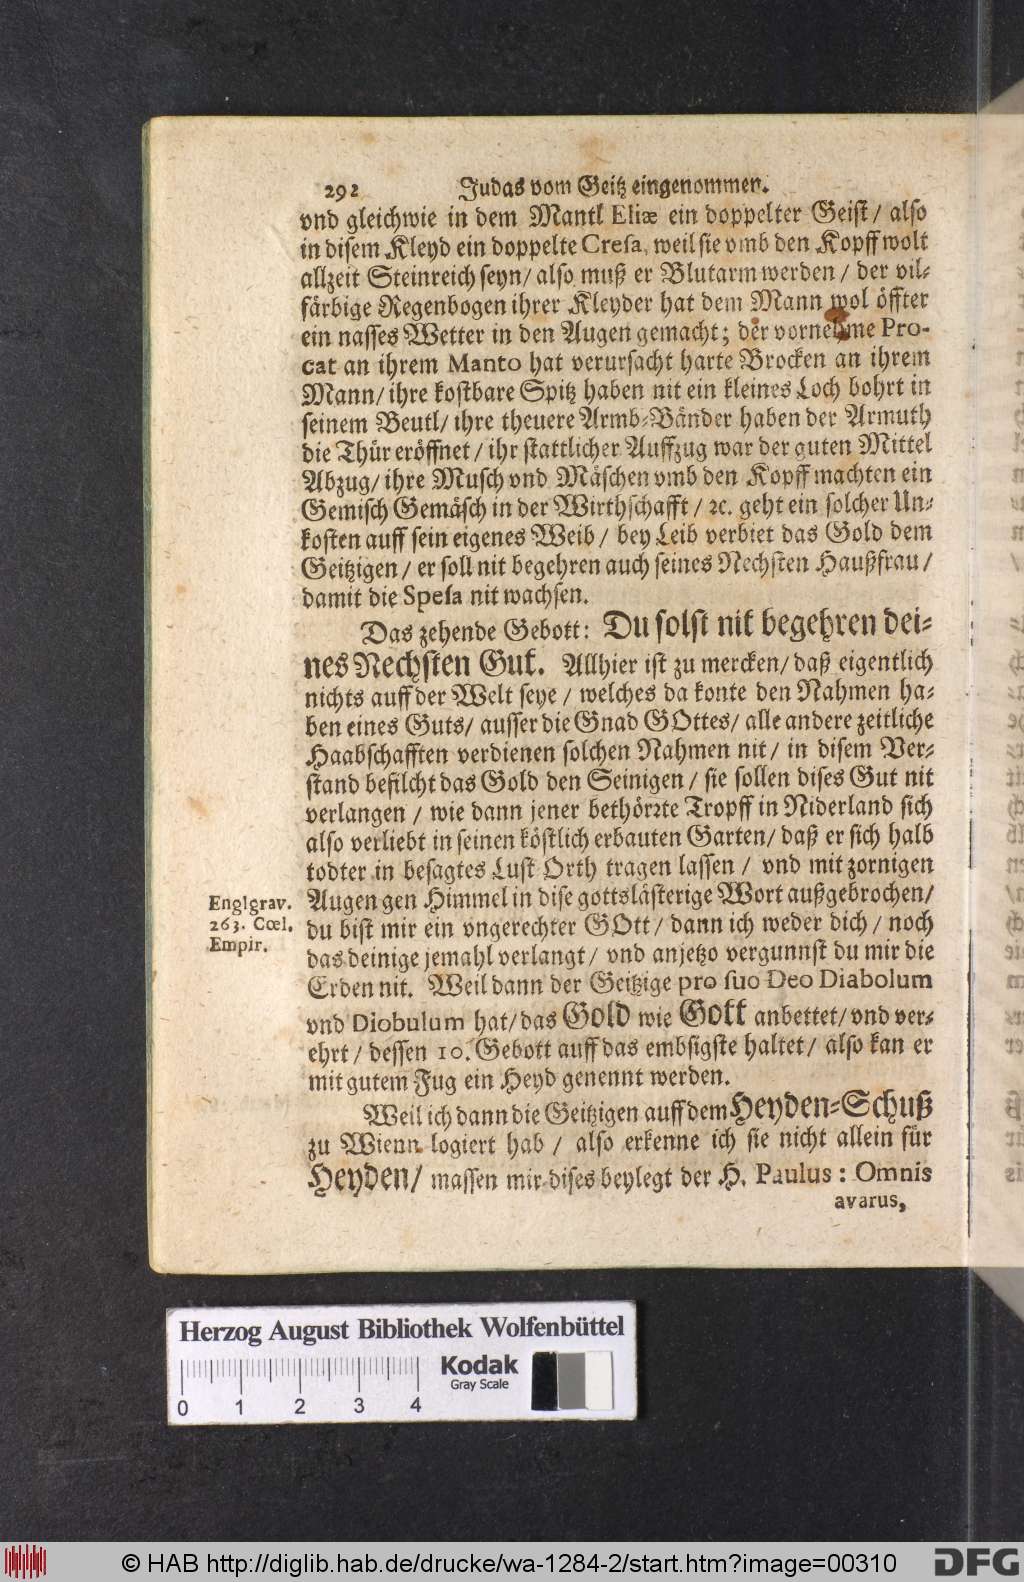 292 Judas vom Geitz eingenommen.
vnd gleichwie in dem Mantl Eliæ ein doppelter Geist / also
in disem Kleyd ein doppelte Cresa, weil sie vmb den Kopff wolt
allzeit Steinreich seyn / also muß er Blutarm werden / der vil-
färbige Regenbogen ihrer Kleyder hat dem Mann wol öffter
ein nasses Wetter in den Augen gemacht; der vornehme Pro-
cat an ihrem Manto hat verursacht harte Brocken an ihrem
Mann / ihre kostbare Spitz haben nit ein kleines Loch bohrt in
seinem Beutl / ihre theuere Armb-Bänder haben der Armuth
die Thür eröffnet / ihr stattlicher Auffzug war der guten Mittel
Abzug / ihre Musch vnd Mäschen vmb den Kopff machten ein
Gemisch Gemäsch in der Wirthschafft / ꝛc. geht ein solcher Un-
kosten auff sein eigenes Weib / bey Leib verbiet das Gold dem
Geitzigen / er soll nit begehren auch seines Nechsten Haußfrau /
damit die Spesa nit wachsen.
Das zehende Gebott: Du solst nit begehren dei-
nes Nechsten Gut. Allhier ist zu mercken / daß eigentlich
nichts auff der Welt seye / welches da konte den Nahmen ha-
ben eines Guts / ausser die Gnad GOttes / alle andere zeitliche
Haabschafften verdienen solchen Nahmen nit / in disem Ver-
stand befilcht das Gold den Seinigen / sie sollen dises Gut nit
verlangen / wie dann jener bethörꝛte Tropff in Niderland sich
also verliebt in seinen köstlich erbauten Garten / daß er sich halb
todter in besagtes Lust Orth tragen lassen / vnd mit zornigen
Augen gen Himmel in dise gottslästerige Wort außgebrochen /
du bist mir ein vngerechter GOtt / dann ich weder dich / noch
das deinige jemahl verlangt / vnd anjetzo vergunnst du mir die
Erden nit. Weil dann der Geitzige pro suo Deo Diabolum
vnd Diobulum hat / das Gold wie Gott anbettet / vnd ver-
ehrt / dessen 10. Gebott auff das embsigste haltet / also kan er
mit gutem Fug ein Heyd genennt werden.
Weil ich dann die Geitzigen auff dem Heyden-Schuß
zu Wienn logiert hab / also erkenne ich sie nicht allein für
Heyden / massen mir dises beylegt der H. Paulus: Omnis
avarus,
Englgrav.
263. Cœl.
Empir.
Herzog August Bibliothek Wolfenbüttel
Kodak
Gray Scale
0 1 2 3 4
© HAB http://diglib.hab.de/drucke/wa-1284-2/start.htm?image=00310
DFG